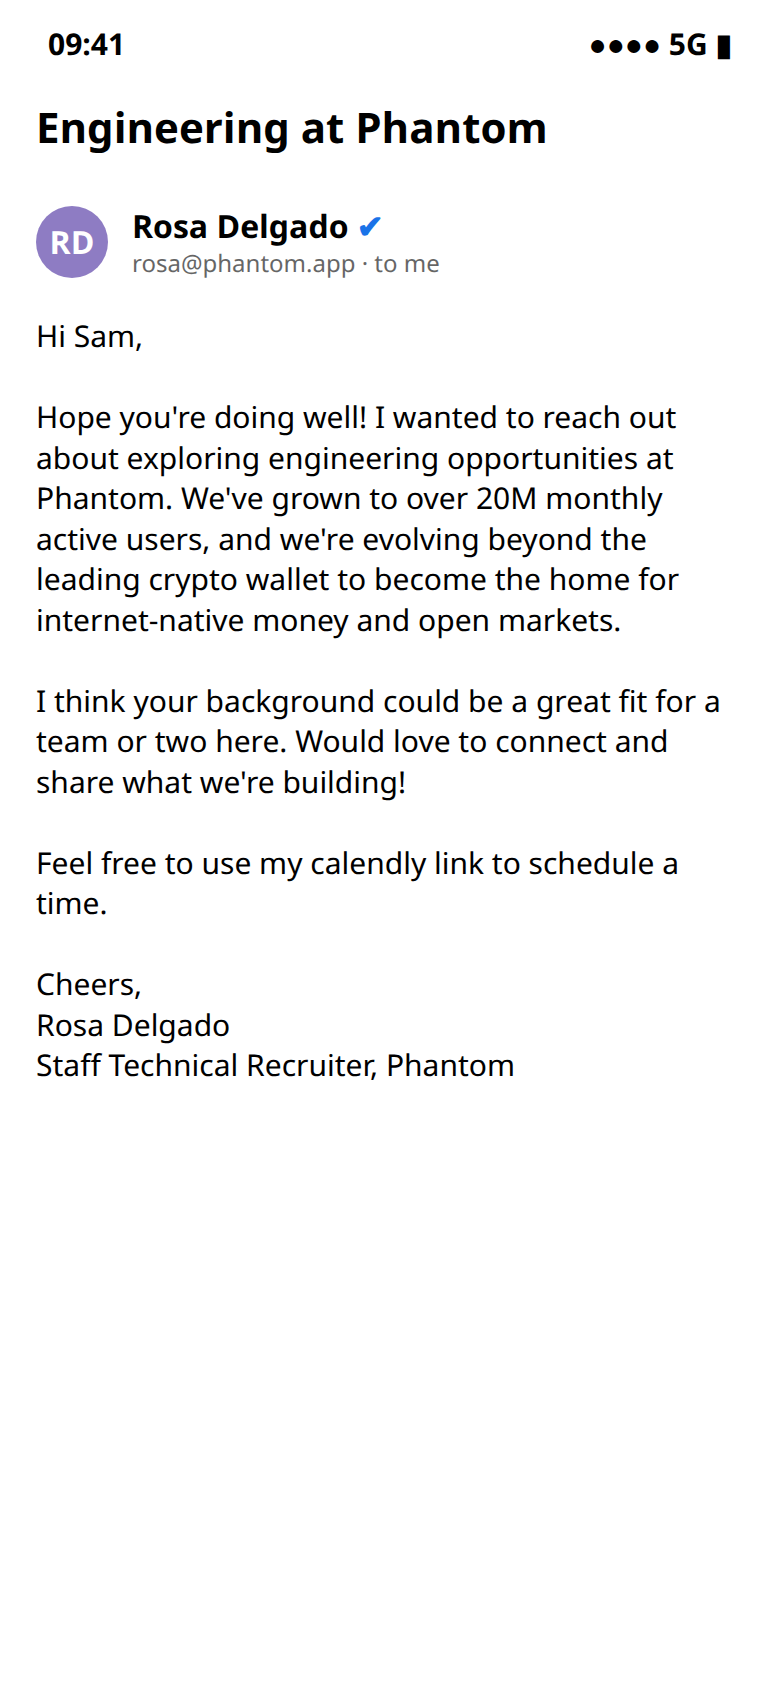 09:41
●●●● 5G ▮
Engineering at Phantom
RD
Rosa Delgado ✔
rosa@phantom.app · to me
Hi Sam,
Hope you're doing well! I wanted to reach out
about exploring engineering opportunities at
Phantom. We've grown to over 20M monthly
active users, and we're evolving beyond the
leading crypto wallet to become the home for
internet-native money and open markets.
I think your background could be a great fit for a
team or two here. Would love to connect and
share what we're building!
Feel free to use my calendly link to schedule a
time.
Cheers,
Rosa Delgado
Staff Technical Recruiter, Phantom